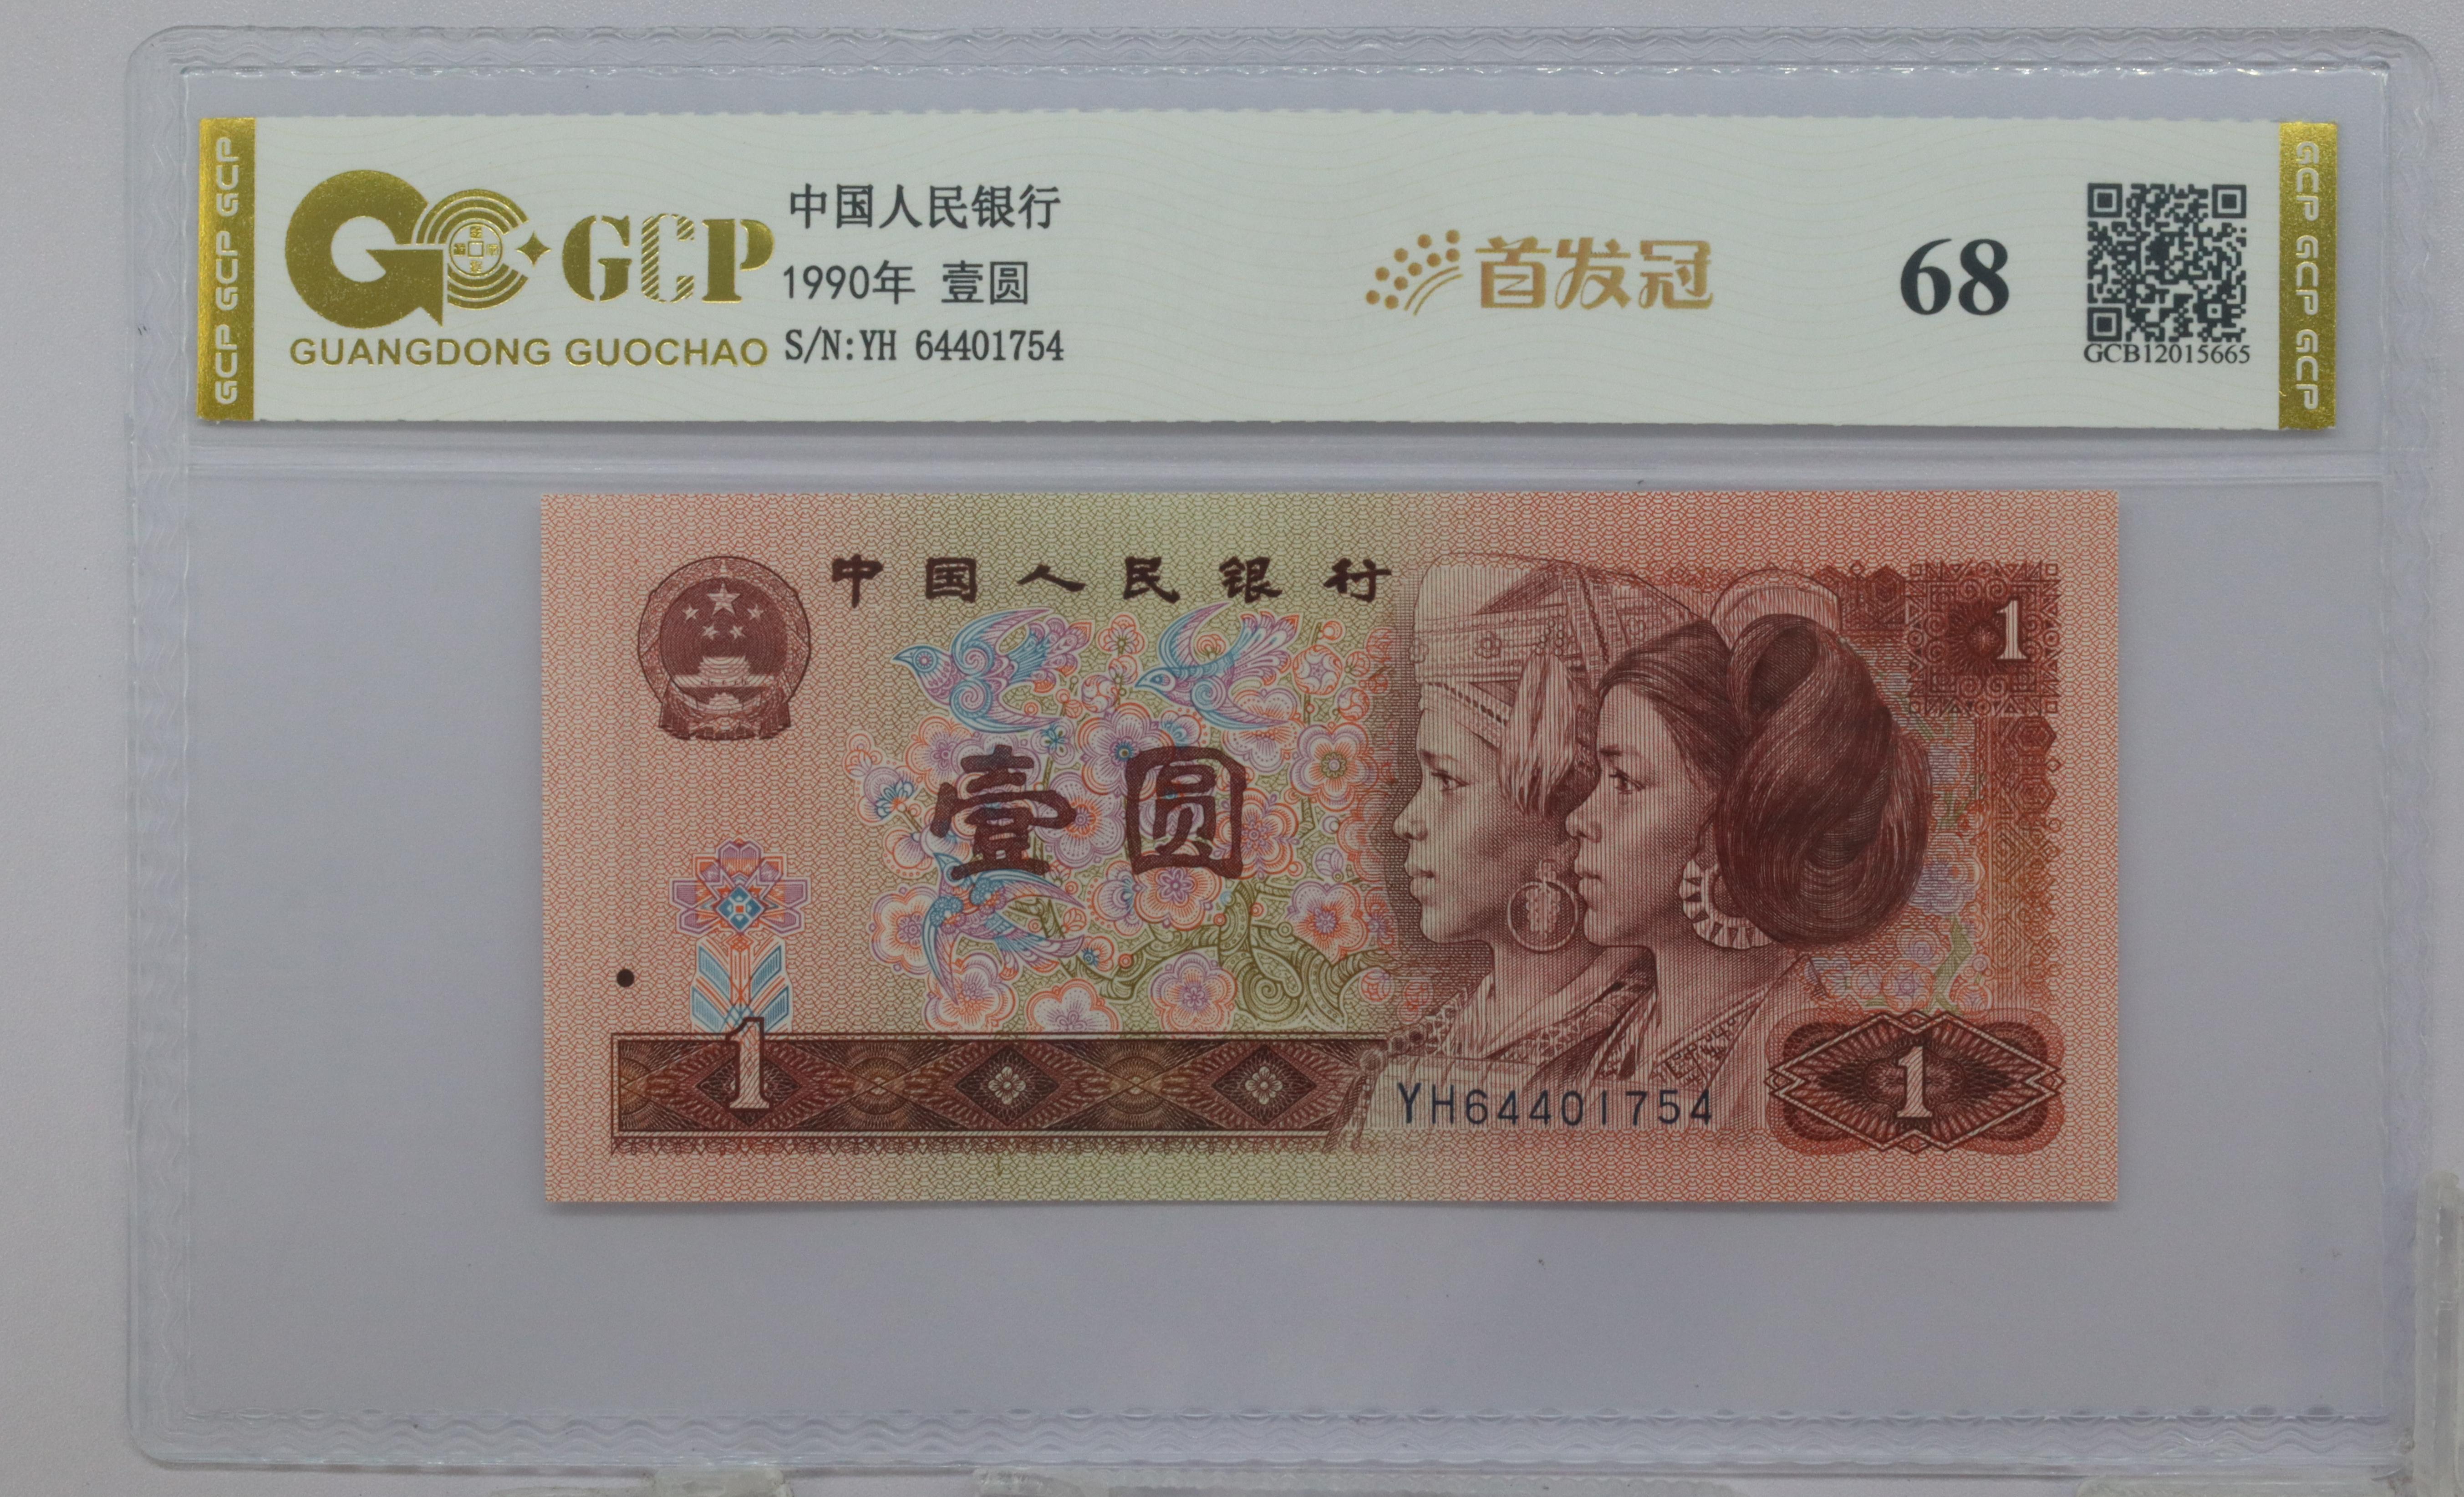 GCP GCP GCP
GCP
GUANGDONG GUOCHAO
中国人民银行
1990年 壹圆
S/N:YH 64401754
首发冠
68
GCB12015665
GCP GCP GCP
中国人民银行
1
壹圆
1
YH64401754
1